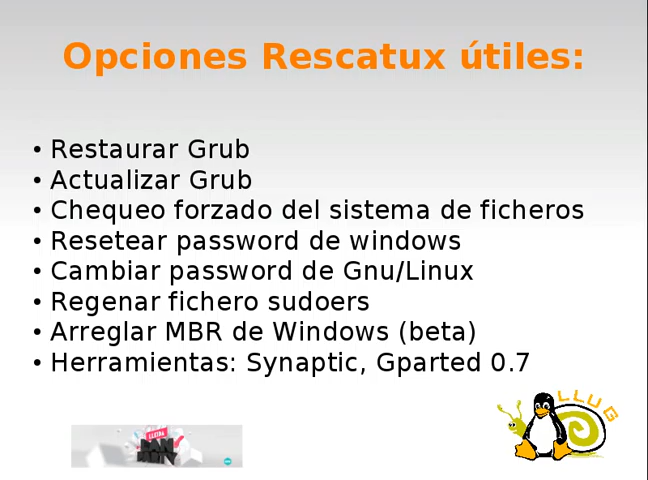 Opciones Rescatux útiles:
• Restaurar Grub
• Actualizar Grub
• Chequeo forzado del sistema de ficheros
• Resetear password de windows
• Cambiar password de Gnu/Linux
• Regenar fichero sudoers
• Arreglar MBR de Windows (beta)
• Herramientas: Synaptic, Gparted 0.7
LLUG